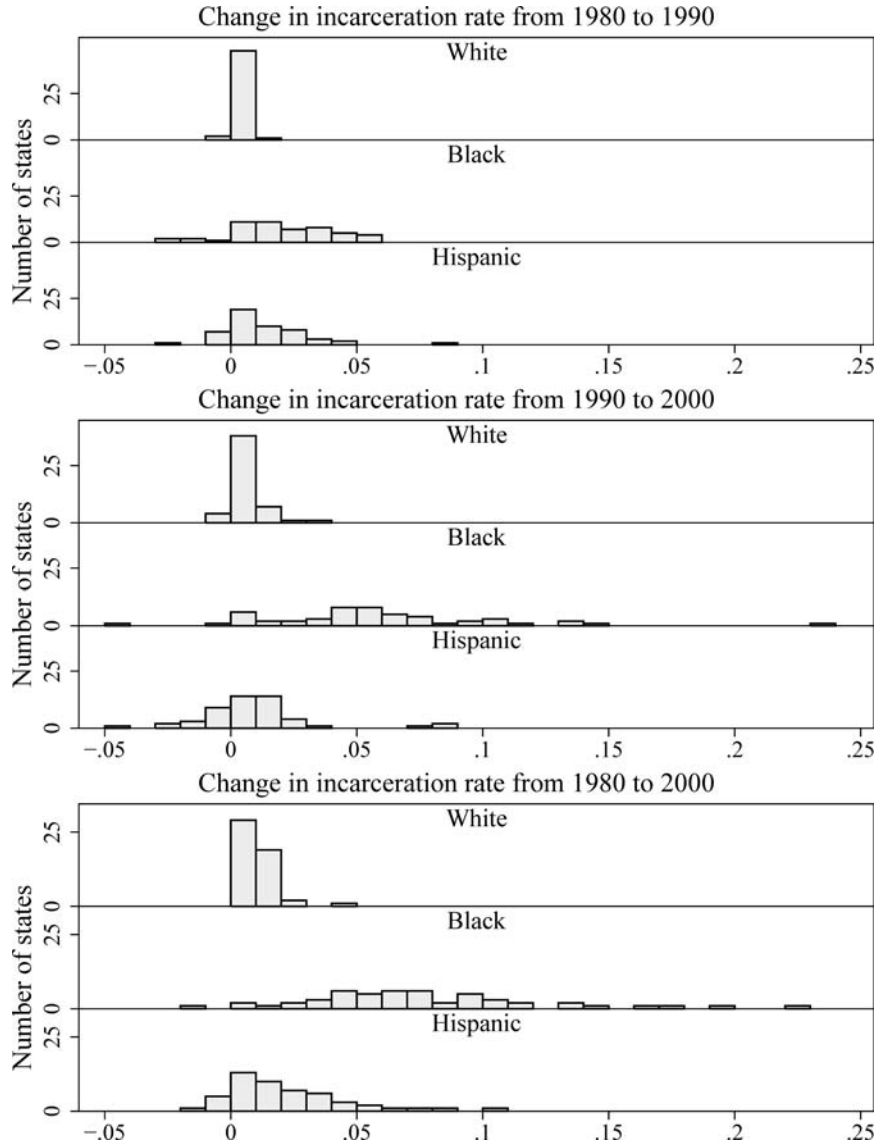 Change in incarceration rate from 1980 to 1990
White
25
0
Black
25
0
Hispanic
25
0
Number of states
−.05 0 .05 .1 .15 .2 .25
Change in incarceration rate from 1990 to 2000
White
25
0
Black
25
0
Hispanic
25
0
Number of states
−.05 0 .05 .1 .15 .2 .25
Change in incarceration rate from 1980 to 2000
White
25
0
Black
25
0
Hispanic
25
0
Number of states
−.05 0 .05 .1 .15 .2 .25